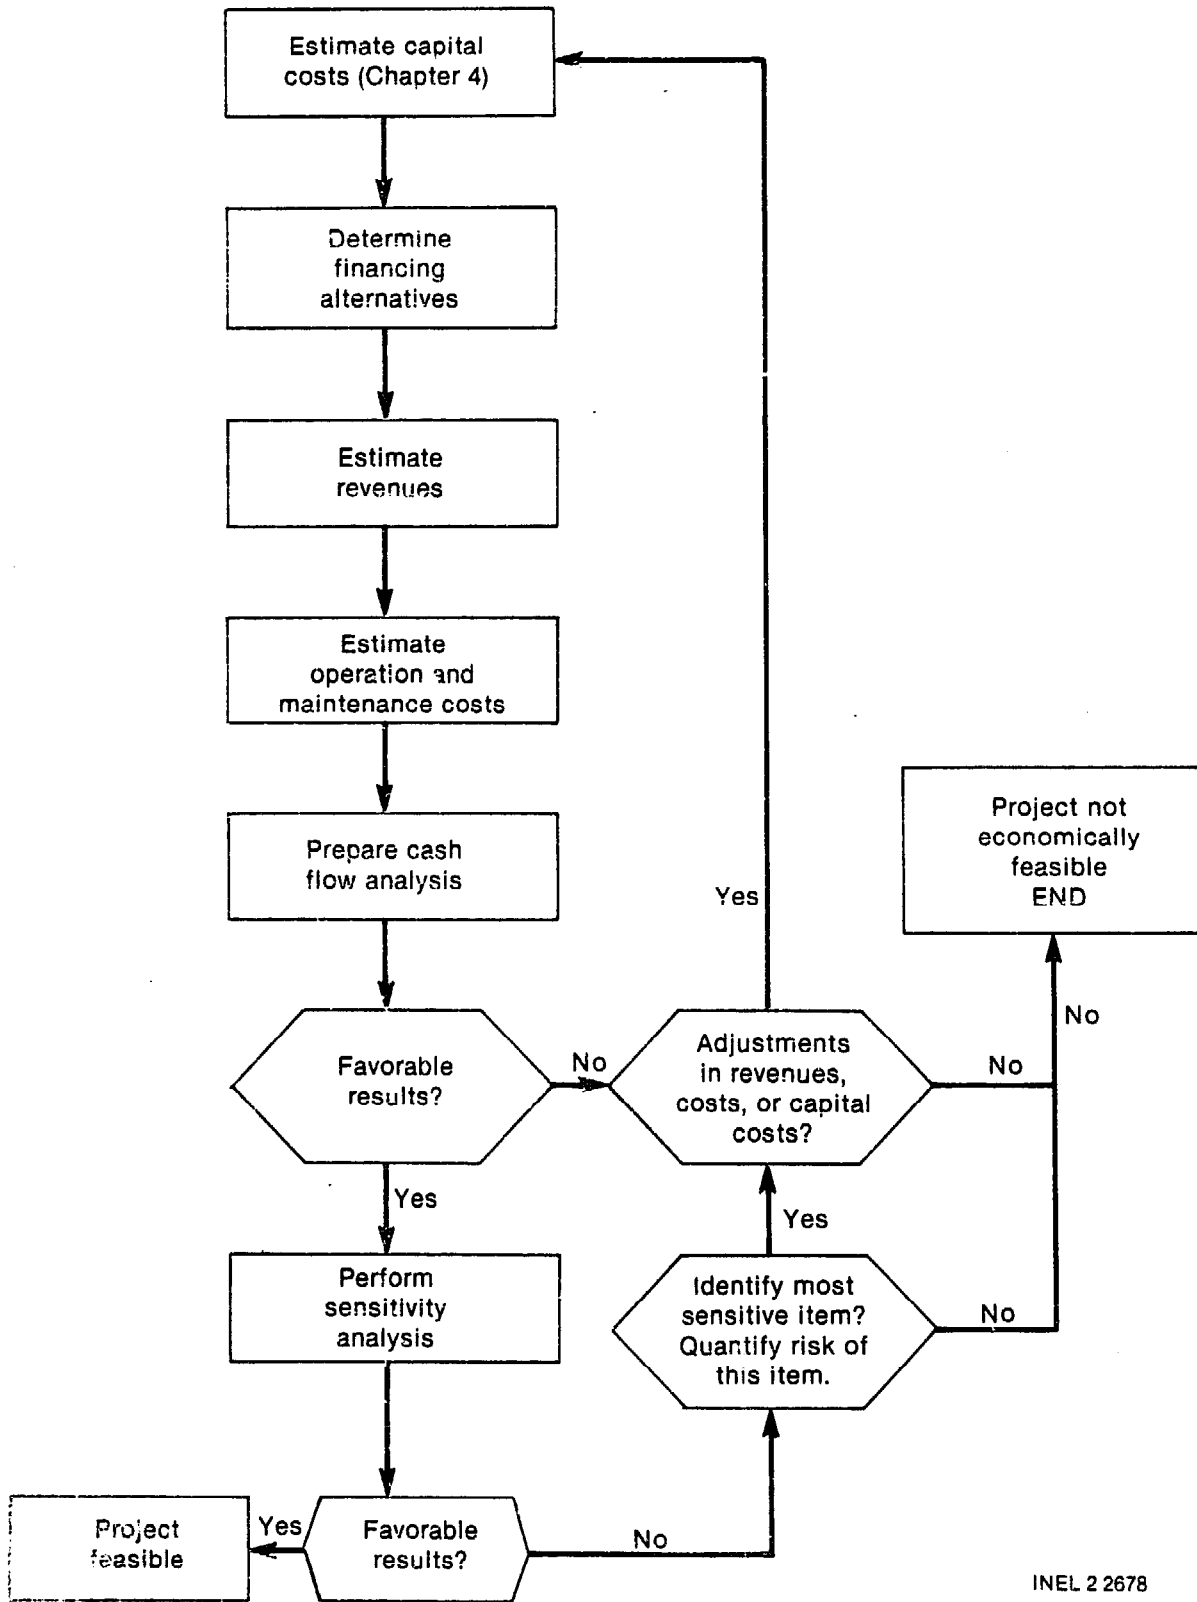 Estimate capital
costs (Chapter 4)
Determine
financing
alternatives
Estimate
revenues
Estimate
operation and
maintenance costs
Prepare cash
flow analysis
Yes
Project not
economically
feasible
END
No
Favorable
results?
No
Adjustments
in revenues,
costs, or capital
costs?
No
Yes
Yes
Perform
sensitivity
analysis
Identify most
sensitive item?
Quantify risk of
this item.
No
Project
feasible
Yes
Favorable
results?
No
INEL 2 2678